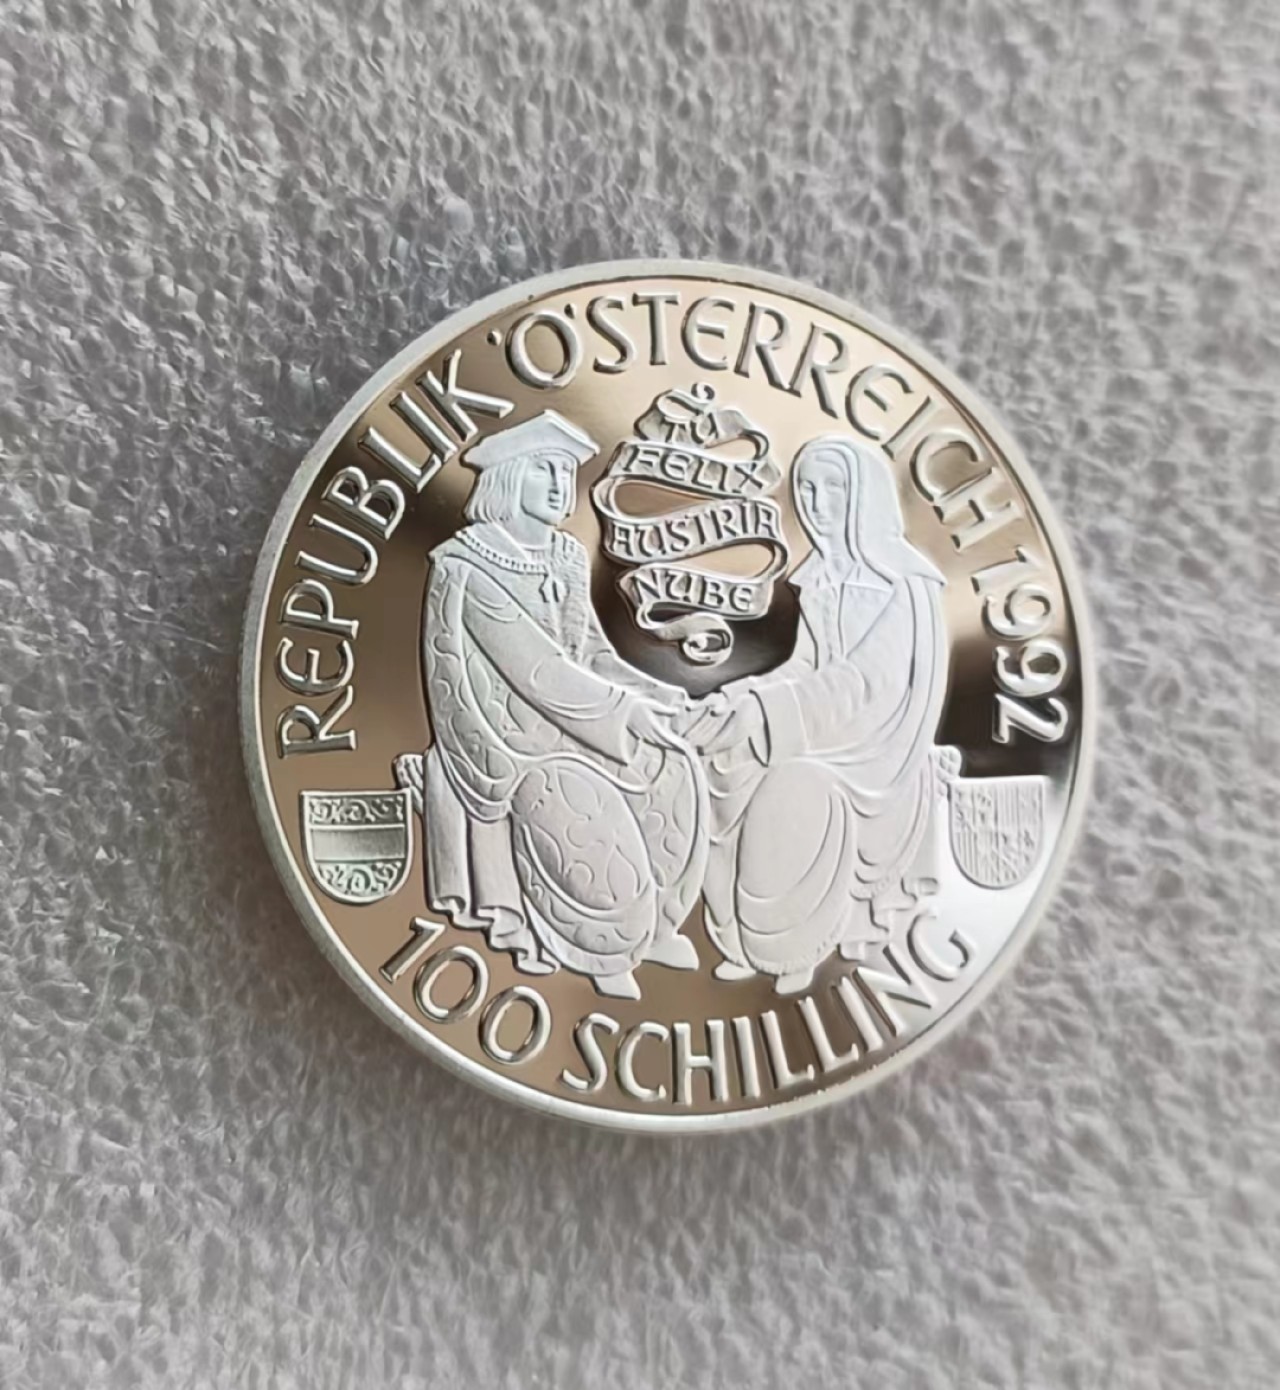 REPUBLIK ÖSTERREICH 1992
TU
FELIX
AUSTRIA
NUBE
100 SCHILLING